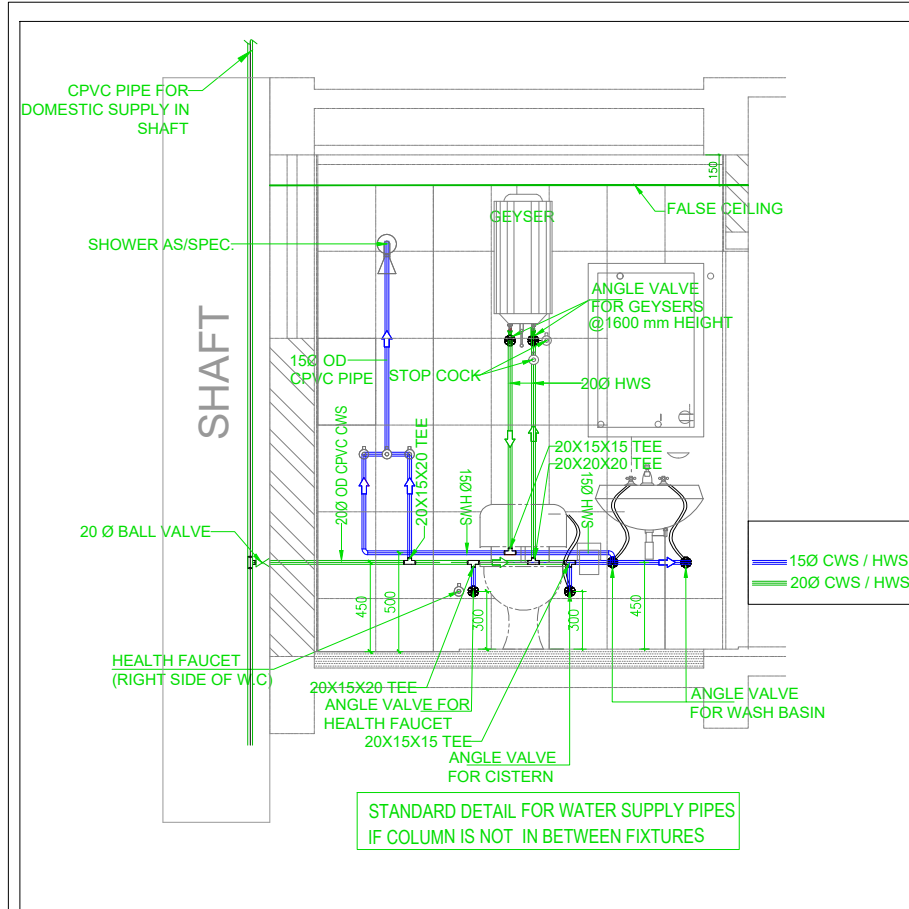 CPVC PIPE FOR
DOMESTIC SUPPLY IN
SHAFT
150
GEYSER
FALSE CEILING
SHOWER AS/SPEC.
ANGLE VALVE
FOR GEYSERS
@1600 mm HEIGHT
SHAFT
15Ø OD
CPVC PIPE
STOP COCK
20Ø HWS
20Ø OD CPVC CWS
20X15X20 TEE
15Ø HWS
20X15X15 TEE
20X20X20 TEE
15Ø HWS
20 Ø BALL VALVE
15Ø CWS / HWS
20Ø CWS / HWS
450
500
300
300
450
HEALTH FAUCET
(RIGHT SIDE OF W.C)
20X15X20 TEE
ANGLE VALVE FOR
HEALTH FAUCET
20X15X15 TEE
ANGLE VALVE
FOR WASH BASIN
ANGLE VALVE
FOR CISTERN
STANDARD DETAIL FOR WATER SUPPLY PIPES
IF COLUMN IS NOT IN BETWEEN FIXTURES